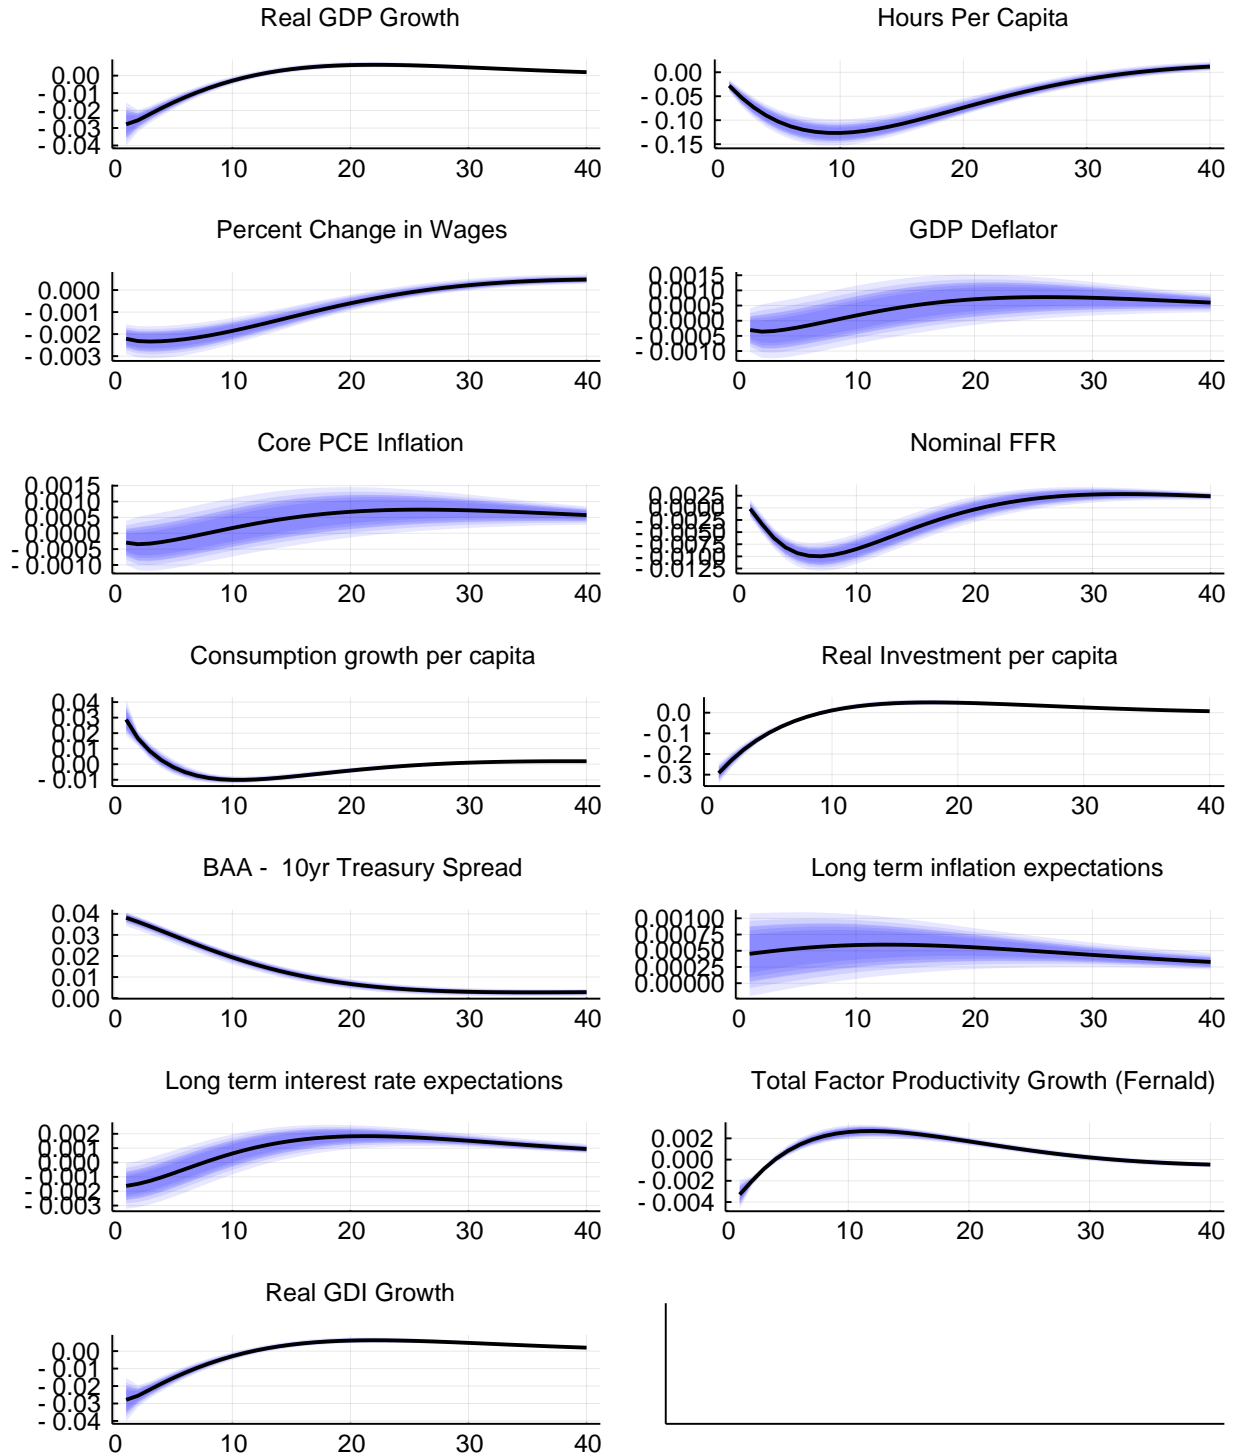 Real GDP Growth
0.00
- 0.01
- 0.02
- 0.03
- 0.04
0 10 20 30 40
Hours Per Capita
0.00
- 0.05
- 0.10
- 0.15
0 10 20 30 40
Percent Change in Wages
0.000
- 0.001
- 0.002
- 0.003
0 10 20 30 40
GDP Deflator
0.0015
0.0010
0.0005
0.0000
- 0.0005
- 0.0010
0 10 20 30 40
Core PCE Inflation
0.0015
0.0010
0.0005
0.0000
- 0.0005
- 0.0010
0 10 20 30 40
Nominal FFR
0.0025
0.0000
- 0.0025
- 0.0050
- 0.0075
- 0.0100
- 0.0125
0 10 20 30 40
Consumption growth per capita
0.04
0.03
0.02
0.01
0.00
- 0.01
0 10 20 30 40
Real Investment per capita
0.0
- 0.1
- 0.2
- 0.3
0 10 20 30 40
BAA - 10yr Treasury Spread
0.04
0.03
0.02
0.01
0.00
0 10 20 30 40
Long term inflation expectations
0.00100
0.00075
0.00050
0.00025
0.00000
0 10 20 30 40
Long term interest rate expectations
0.002
0.001
0.000
- 0.001
- 0.002
- 0.003
0 10 20 30 40
Total Factor Productivity Growth (Fernald)
0.002
0.000
- 0.002
- 0.004
0 10 20 30 40
Real GDI Growth
0.00
- 0.01
- 0.02
- 0.03
- 0.04
0 10 20 30 40